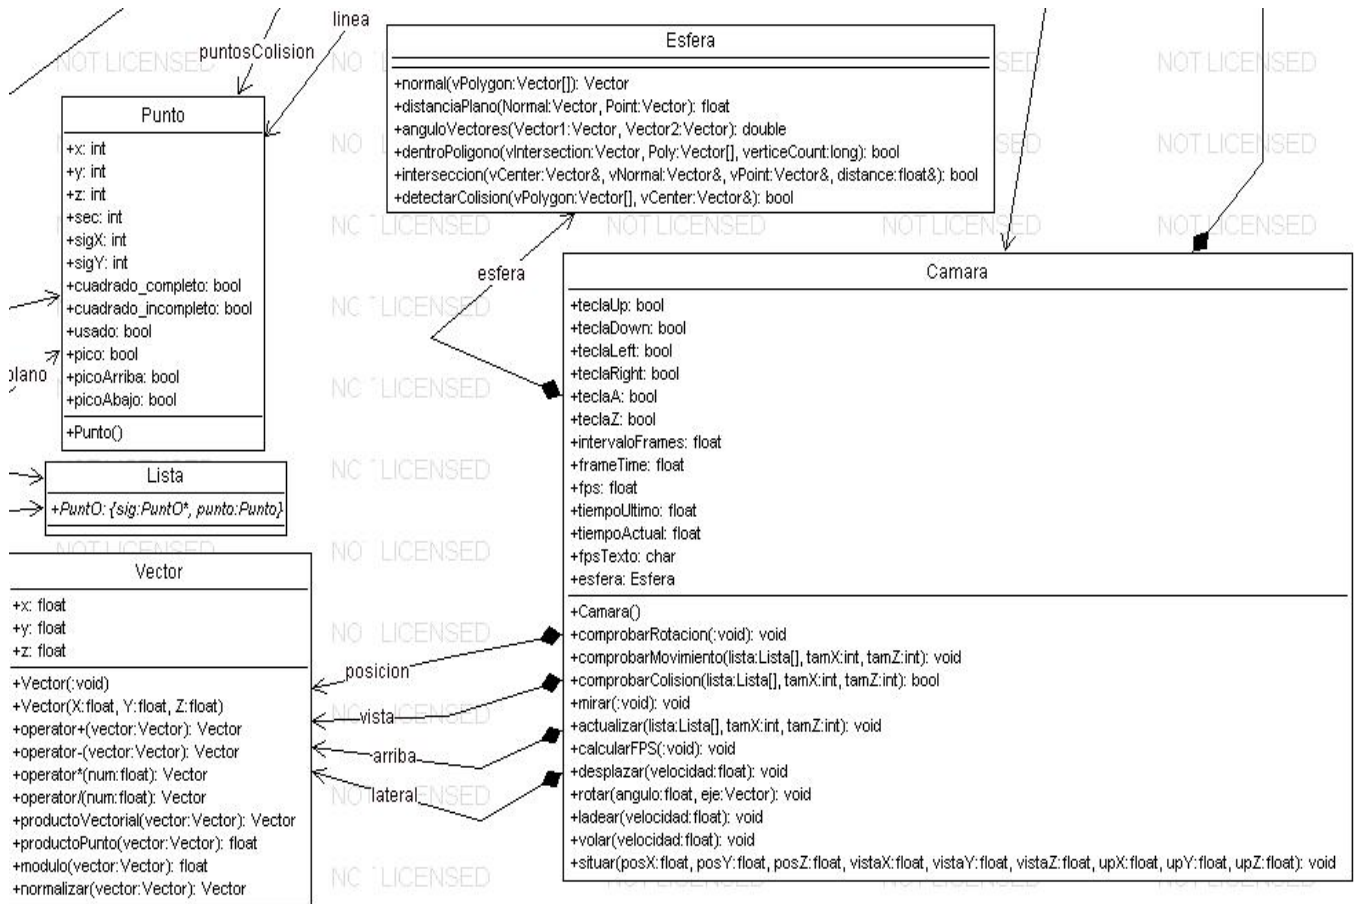 linea
puntosColision
Punto
+x: int
+y: int
+z: int
+sec: int
+sigX: int
+sigY: int
+cuadrado_completo: bool
+cuadrado_incompleto: bool
+usado: bool
+pico: bool
+picoArriba: bool
+picoAbajo: bool
+Punto()
plano
Lista
+PuntO: {sig:PuntO*, punto:Punto}
Vector
+x: float
+y: float
+z: float
+Vector(:void)
+Vector(X:float, Y:float, Z:float)
+operator+(vector:Vector): Vector
+operator-(vector:Vector): Vector
+operator*(num:float): Vector
+operator/(num:float): Vector
+productoVectorial(vector:Vector): Vector
+productoPunto(vector:Vector): float
+modulo(vector:Vector): float
+normalizar(vector:Vector): Vector
Esfera
+normal(vPolygon:Vector[]): Vector
+distanciaPlano(Normal:Vector, Point:Vector): float
+anguloVectores(Vector1:Vector, Vector2:Vector): double
+dentroPoligono(vIntersection:Vector, Poly:Vector[], verticeCount:long): bool
+interseccion(vCenter:Vector&, vNormal:Vector&, vPoint:Vector&, distance:float&): bool
+detectarColision(vPolygon:Vector[], vCenter:Vector&): bool
esfera
posicion
vista
arriba
lateral
Camara
+teclaUp: bool
+teclaDown: bool
+teclaLeft: bool
+teclaRight: bool
+teclaA: bool
+teclaZ: bool
+intervaloFrames: float
+frameTime: float
+fps: float
+tiempoUltimo: float
+tiempoActual: float
+fpsTexto: char
+esfera: Esfera
+Camara()
+comprobarRotacion(:void): void
+comprobarMovimiento(lista:Lista[], tamX:int, tamZ:int): void
+comprobarColision(lista:Lista[], tamX:int, tamZ:int): bool
+mirar(:void): void
+actualizar(lista:Lista[], tamX:int, tamZ:int): void
+calcularFPS(:void): void
+desplazar(velocidad:float): void
+rotar(angulo:float, eje:Vector): void
+ladear(velocidad:float): void
+volar(velocidad:float): void
+situar(posX:float, posY:float, posZ:float, vistaX:float, vistaY:float, vistaZ:float, upX:float, upY:float, upZ:float): void
NOT LICENSED
NOT LICENSED
NOT LICENSED
NOT LICENSED